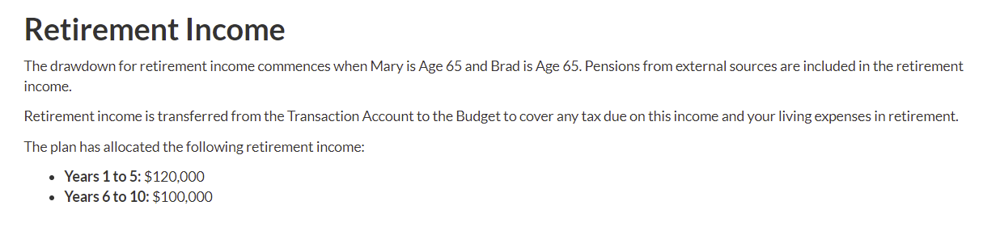 Retirement Income
The drawdown for retirement income commences when Mary is Age 65 and Brad is Age 65. Pensions from external sources are included in the retirement
income.
Retirement income is transferred from the Transaction Account to the Budget to cover any tax due on this income and your living expenses in retirement.
The plan has allocated the following retirement income:
• Years 1 to 5: $120,000
• Years 6 to 10: $100,000